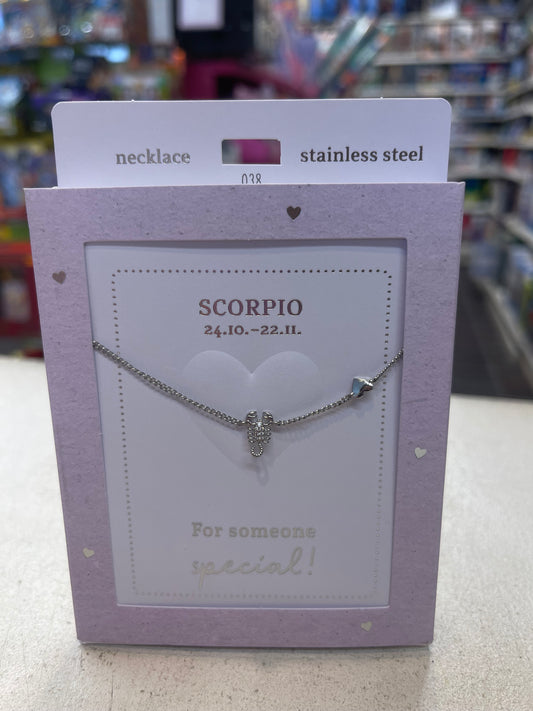 necklace
stainless steel
038
SCORPIO
24.10.–22.11.
For someone
special!